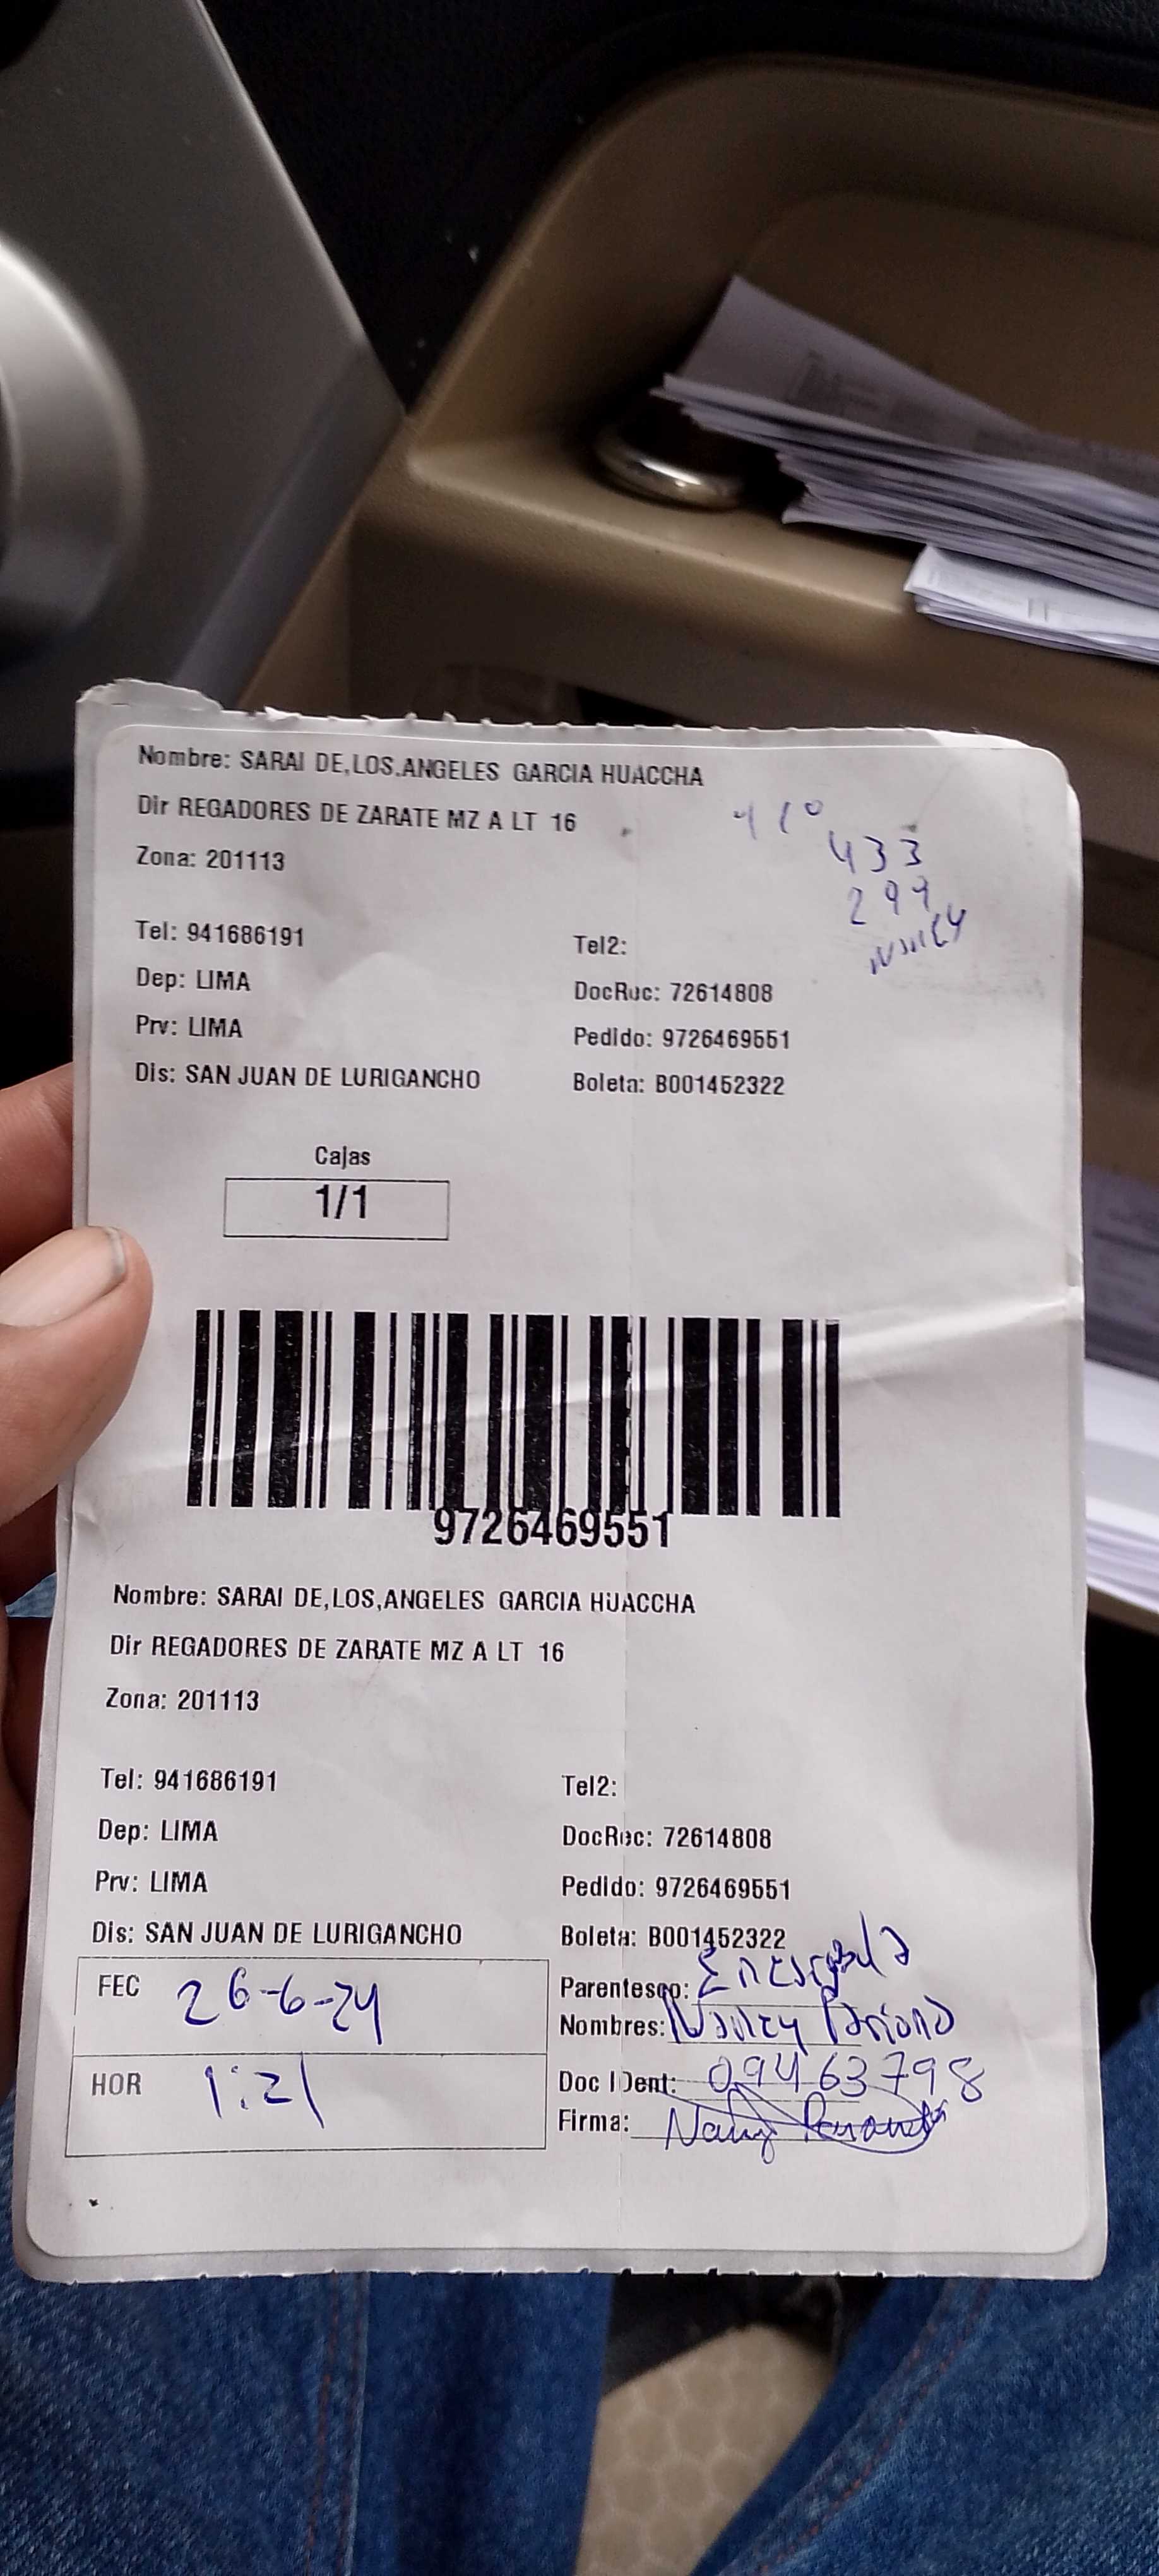 Nombre: SARAI DE,LOS.ANGELES GARCIA HUACCHA
Dir REGADORES DE ZARATE MZ A LT 16
433
299
Zona: 201113
Tel: 941686191
Tel2:
Dep: LIMA
DocRuc: 72614808
Prv: LIMA
Pedido: 9726469551
Dis: SAN JUAN DE LURIGANCHO
Boleta: B001452322
Cajas
1/1
9726469551
Nombre: SARAI DE,LOS,ANGELES GARCIA HUACCHA
Dir REGADORES DE ZARATE MZ A LT 16
Zona: 201113
Tel: 941686191
Tel2:
Dep: LIMA
DocRec: 72614808
Prv: LIMA
Pedido: 9726469551
Dis: SAN JUAN DE LURIGANCHO
Boleta: B001452322
FEC 26-6-24
Parentesco:
Nombres: Nancy
HOR 1:21
Doc IDent: 09463798
Firma: Nancy